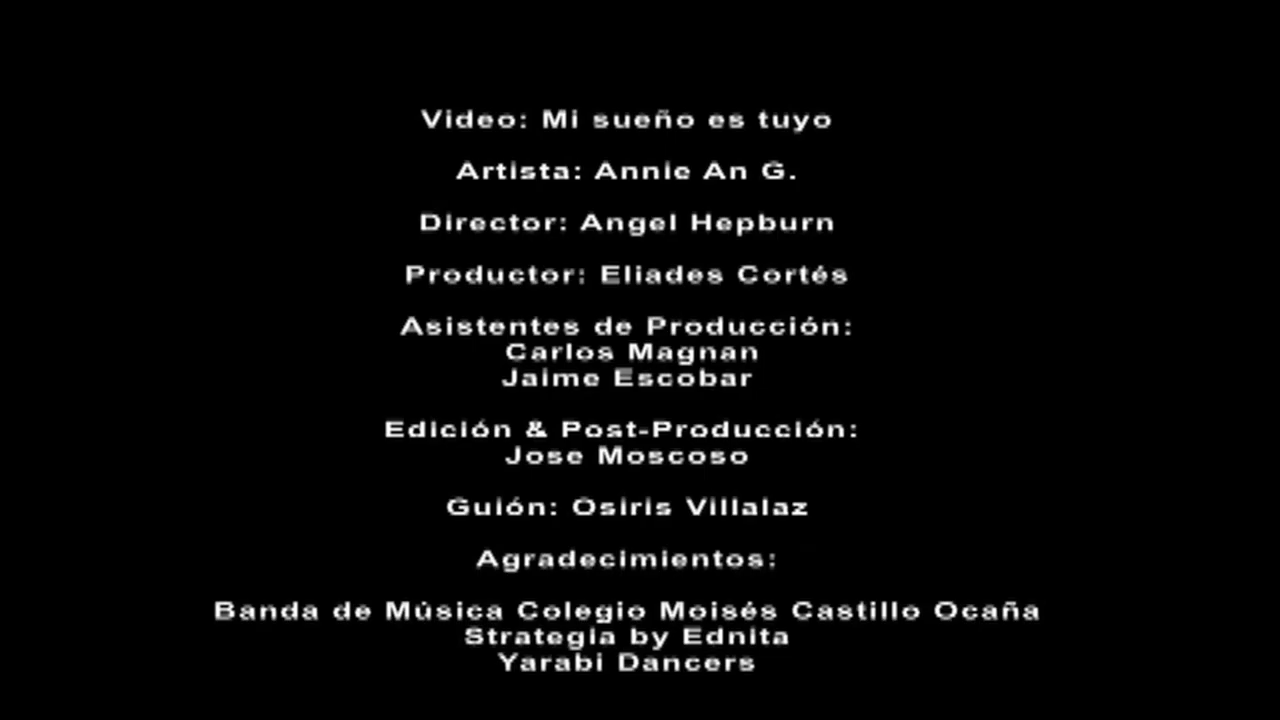 Video: Mi sueño es tuyo
Artista: Annie An G.
Director: Angel Hepburn
Productor: Eliades Cortés
Asistentes de Producción:
Carlos Magnan
Jaime Escobar
Edición & Post-Producción:
Jose Moscoso
Guión: Osiris Villalaz
Agradecimientos:
Banda de Música Colegio Moisés Castillo Ocaña
Strategia by Ednita
Yarabi Dancers